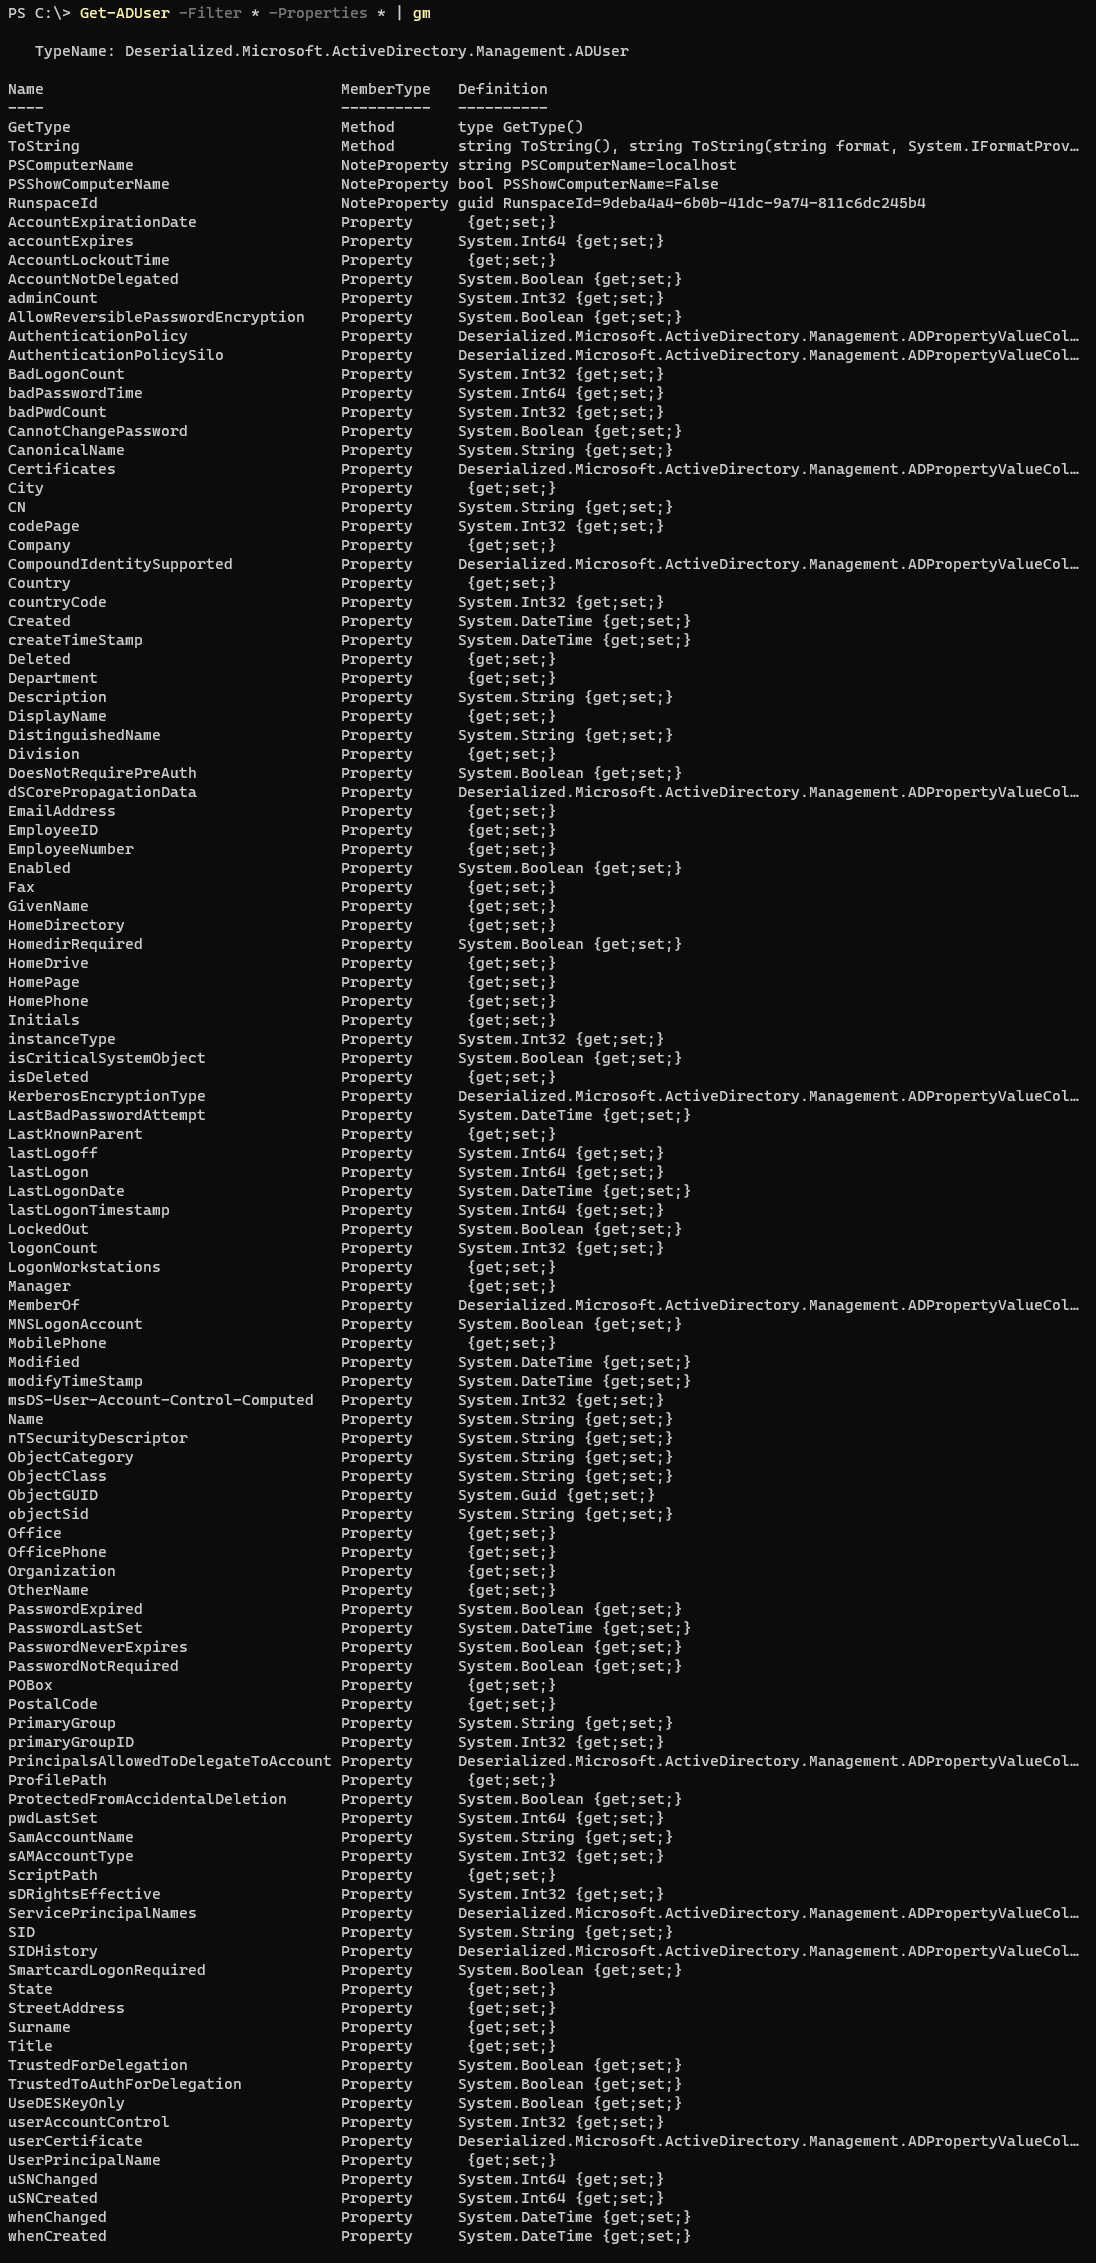 PS C:\> Get-ADUser -Filter * -Properties * | gm
TypeName: Deserialized.Microsoft.ActiveDirectory.Management.ADUser
Name MemberType Definition
---- ---------- ----------
GetType Method type GetType()
ToString Method string ToString(), string ToString(string format, System.IFormatProv…
PSComputerName NoteProperty string PSComputerName=localhost
PSShowComputerName NoteProperty bool PSShowComputerName=False
RunspaceId NoteProperty guid RunspaceId=9deba4a4-6b0b-41dc-9a74-811c6dc245b4
AccountExpirationDate Property {get;set;}
accountExpires Property System.Int64 {get;set;}
AccountLockoutTime Property {get;set;}
AccountNotDelegated Property System.Boolean {get;set;}
adminCount Property System.Int32 {get;set;}
AllowReversiblePasswordEncryption Property System.Boolean {get;set;}
AuthenticationPolicy Property Deserialized.Microsoft.ActiveDirectory.Management.ADPropertyValueCol…
AuthenticationPolicySilo Property Deserialized.Microsoft.ActiveDirectory.Management.ADPropertyValueCol…
BadLogonCount Property System.Int32 {get;set;}
badPasswordTime Property System.Int64 {get;set;}
badPwdCount Property System.Int32 {get;set;}
CannotChangePassword Property System.Boolean {get;set;}
CanonicalName Property System.String {get;set;}
Certificates Property Deserialized.Microsoft.ActiveDirectory.Management.ADPropertyValueCol…
City Property {get;set;}
CN Property System.String {get;set;}
codePage Property System.Int32 {get;set;}
Company Property {get;set;}
CompoundIdentitySupported Property Deserialized.Microsoft.ActiveDirectory.Management.ADPropertyValueCol…
Country Property {get;set;}
countryCode Property System.Int32 {get;set;}
Created Property System.DateTime {get;set;}
createTimeStamp Property System.DateTime {get;set;}
Deleted Property {get;set;}
Department Property {get;set;}
Description Property System.String {get;set;}
DisplayName Property {get;set;}
DistinguishedName Property System.String {get;set;}
Division Property {get;set;}
DoesNotRequirePreAuth Property System.Boolean {get;set;}
dSCorePropagationData Property Deserialized.Microsoft.ActiveDirectory.Management.ADPropertyValueCol…
EmailAddress Property {get;set;}
EmployeeID Property {get;set;}
EmployeeNumber Property {get;set;}
Enabled Property System.Boolean {get;set;}
Fax Property {get;set;}
GivenName Property {get;set;}
HomeDirectory Property {get;set;}
HomedirRequired Property System.Boolean {get;set;}
HomeDrive Property {get;set;}
HomePage Property {get;set;}
HomePhone Property {get;set;}
Initials Property {get;set;}
instanceType Property System.Int32 {get;set;}
isCriticalSystemObject Property System.Boolean {get;set;}
isDeleted Property {get;set;}
KerberosEncryptionType Property Deserialized.Microsoft.ActiveDirectory.Management.ADPropertyValueCol…
LastBadPasswordAttempt Property System.DateTime {get;set;}
LastKnownParent Property {get;set;}
lastLogoff Property System.Int64 {get;set;}
lastLogon Property System.Int64 {get;set;}
LastLogonDate Property System.DateTime {get;set;}
lastLogonTimestamp Property System.Int64 {get;set;}
LockedOut Property System.Boolean {get;set;}
logonCount Property System.Int32 {get;set;}
LogonWorkstations Property {get;set;}
Manager Property {get;set;}
MemberOf Property Deserialized.Microsoft.ActiveDirectory.Management.ADPropertyValueCol…
MNSLogonAccount Property System.Boolean {get;set;}
MobilePhone Property {get;set;}
Modified Property System.DateTime {get;set;}
modifyTimeStamp Property System.DateTime {get;set;}
msDS-User-Account-Control-Computed Property System.Int32 {get;set;}
Name Property System.String {get;set;}
nTSecurityDescriptor Property System.String {get;set;}
ObjectCategory Property System.String {get;set;}
ObjectClass Property System.String {get;set;}
ObjectGUID Property System.Guid {get;set;}
objectSid Property System.String {get;set;}
Office Property {get;set;}
OfficePhone Property {get;set;}
Organization Property {get;set;}
OtherName Property {get;set;}
PasswordExpired Property System.Boolean {get;set;}
PasswordLastSet Property System.DateTime {get;set;}
PasswordNeverExpires Property System.Boolean {get;set;}
PasswordNotRequired Property System.Boolean {get;set;}
POBox Property {get;set;}
PostalCode Property {get;set;}
PrimaryGroup Property System.String {get;set;}
primaryGroupID Property System.Int32 {get;set;}
PrincipalsAllowedToDelegateToAccount Property Deserialized.Microsoft.ActiveDirectory.Management.ADPropertyValueCol…
ProfilePath Property {get;set;}
ProtectedFromAccidentalDeletion Property System.Boolean {get;set;}
pwdLastSet Property System.Int64 {get;set;}
SamAccountName Property System.String {get;set;}
sAMAccountType Property System.Int32 {get;set;}
ScriptPath Property {get;set;}
sDRightsEffective Property System.Int32 {get;set;}
ServicePrincipalNames Property Deserialized.Microsoft.ActiveDirectory.Management.ADPropertyValueCol…
SID Property System.String {get;set;}
SIDHistory Property Deserialized.Microsoft.ActiveDirectory.Management.ADPropertyValueCol…
SmartcardLogonRequired Property System.Boolean {get;set;}
State Property {get;set;}
StreetAddress Property {get;set;}
Surname Property {get;set;}
Title Property {get;set;}
TrustedForDelegation Property System.Boolean {get;set;}
TrustedToAuthForDelegation Property System.Boolean {get;set;}
UseDESKeyOnly Property System.Boolean {get;set;}
userAccountControl Property System.Int32 {get;set;}
userCertificate Property Deserialized.Microsoft.ActiveDirectory.Management.ADPropertyValueCol…
UserPrincipalName Property {get;set;}
uSNChanged Property System.Int64 {get;set;}
uSNCreated Property System.Int64 {get;set;}
whenChanged Property System.DateTime {get;set;}
whenCreated Property System.DateTime {get;set;}